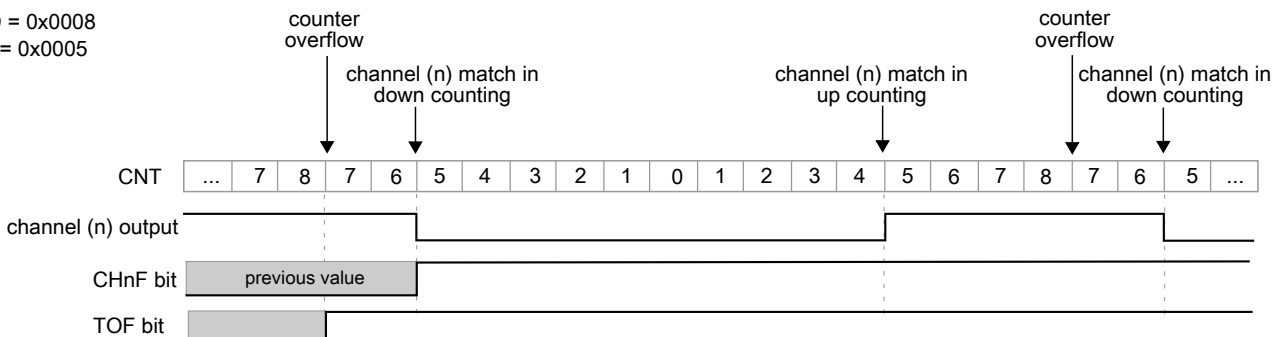 = 0x0008
= 0x0005
counter
overflow
channel (n) match in
down counting
channel (n) match in
up counting
counter
overflow
channel (n) match in
down counting
CNT ... 7 8 7 6 5 4 3 2 1 0 1 2 3 4 5 6 7 8 7 6 5 ...
channel (n) output
CHnF bit previous value
TOF bit